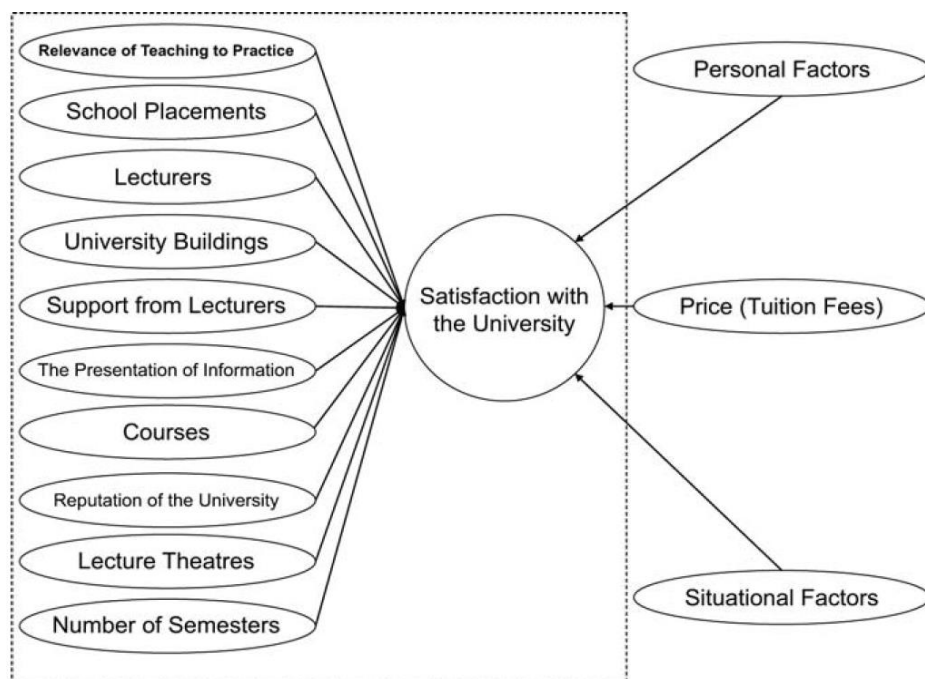 Relevance of Teaching to Practice
School Placements
Lecturers
University Buildings
Support from Lecturers
The Presentation of Information
Courses
Reputation of the University
Lecture Theatres
Number of Semesters
Satisfaction with
the University
Personal Factors
Price (Tuition Fees)
Situational Factors